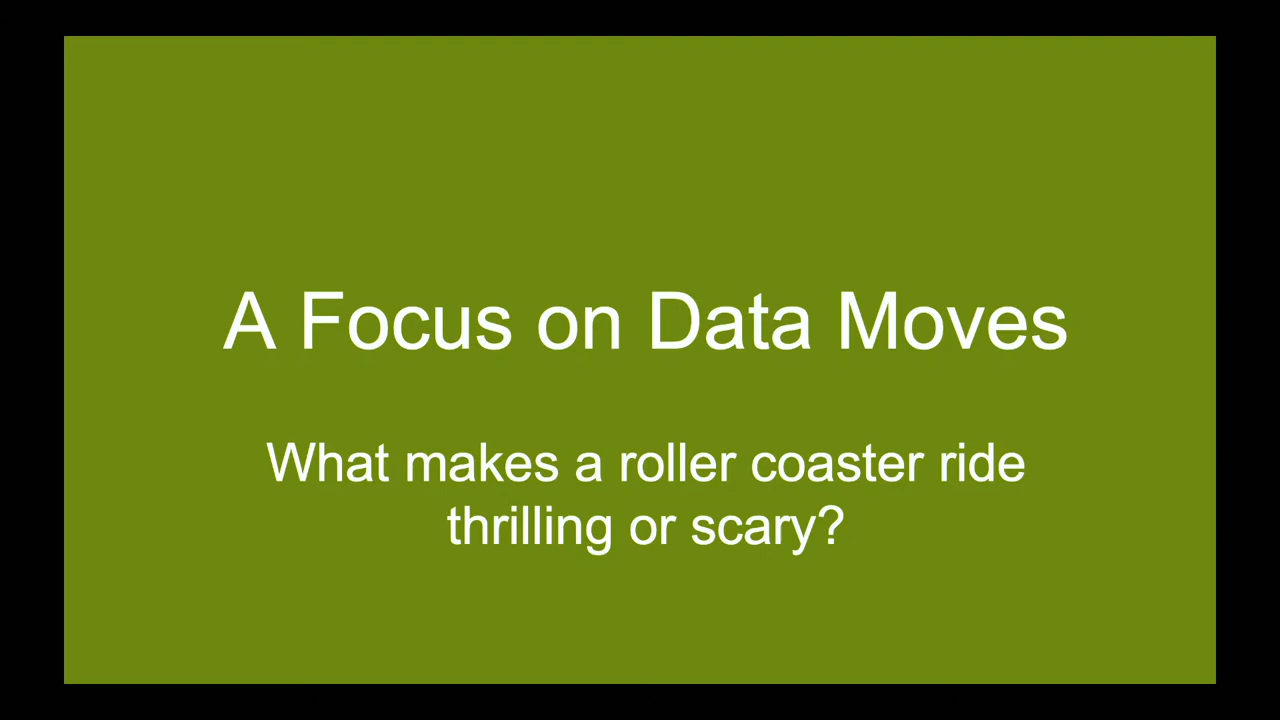 A Focus on Data Moves
What makes a roller coaster ride
thrilling or scary?